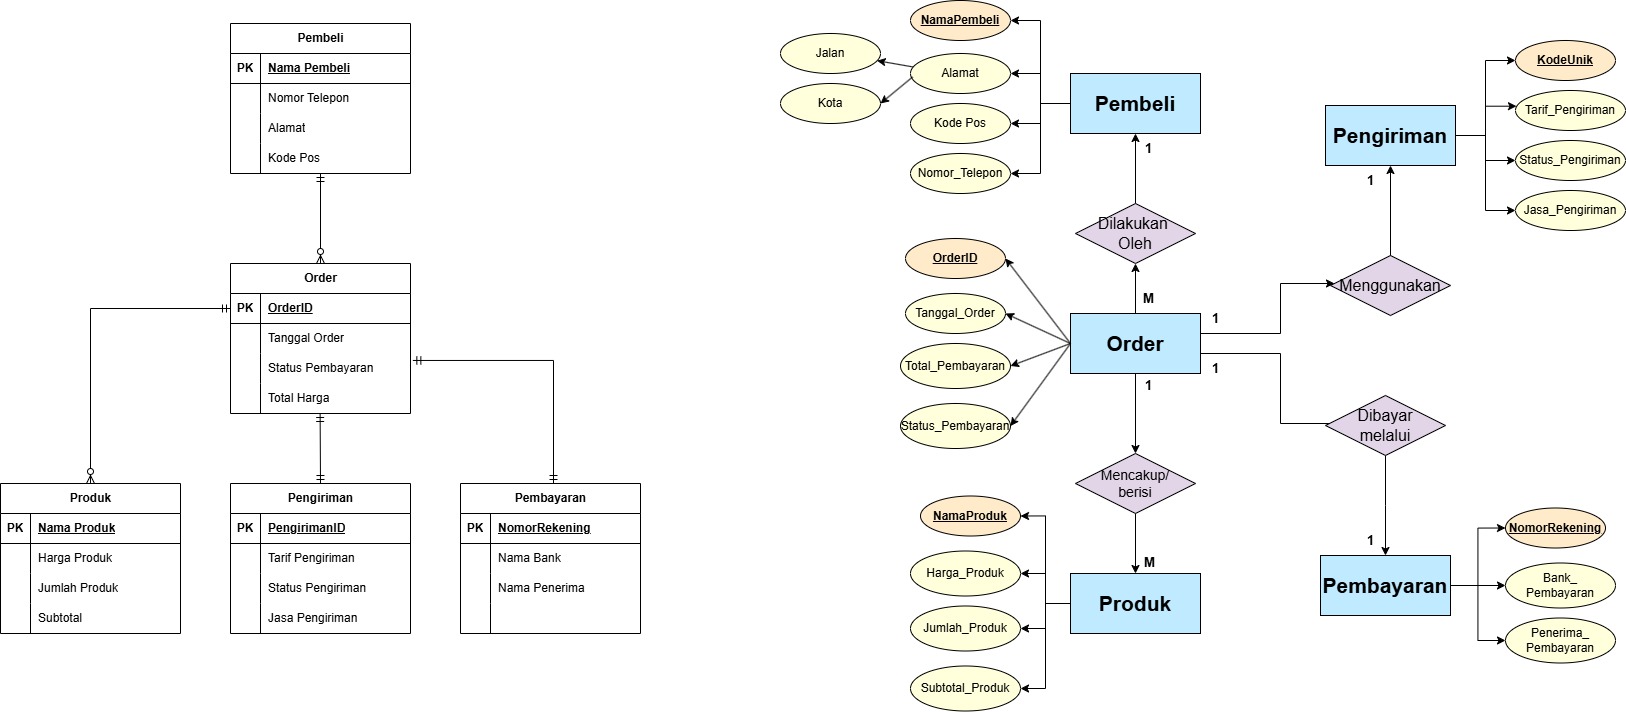 Pembeli
PK Nama Pembeli
Nomor Telepon
Alamat
Kode Pos
Order
PK OrderID
Tanggal Order
Status Pembayaran
Total Harga
Produk
PK Nama Produk
Harga Produk
Jumlah Produk
Subtotal
Pengiriman
PK PengirimanID
Tarif Pengiriman
Status Pengiriman
Jasa Pengiriman
Pembayaran
PK NomorRekening
Nama Bank
Nama Penerima
NamaPembeli
Jalan
Alamat
Kota
Kode Pos
Nomor_Telepon
Pembeli
1
Dilakukan
Oleh
M
OrderID
Tanggal_Order
Total_Pembayaran
Status_Pembayaran
Order
1
1
1
Mencakup/
berisi
M
NamaProduk
Harga_Produk
Jumlah_Produk
Subtotal_Produk
Produk
Pengiriman
KodeUnik
Tarif_Pengiriman
Status_Pengiriman
Jasa_Pengiriman
1
Menggunakan
Dibayar
melalui
1
Pembayaran
NomorRekening
Bank_
Pembayaran
Penerima_
Pembayaran